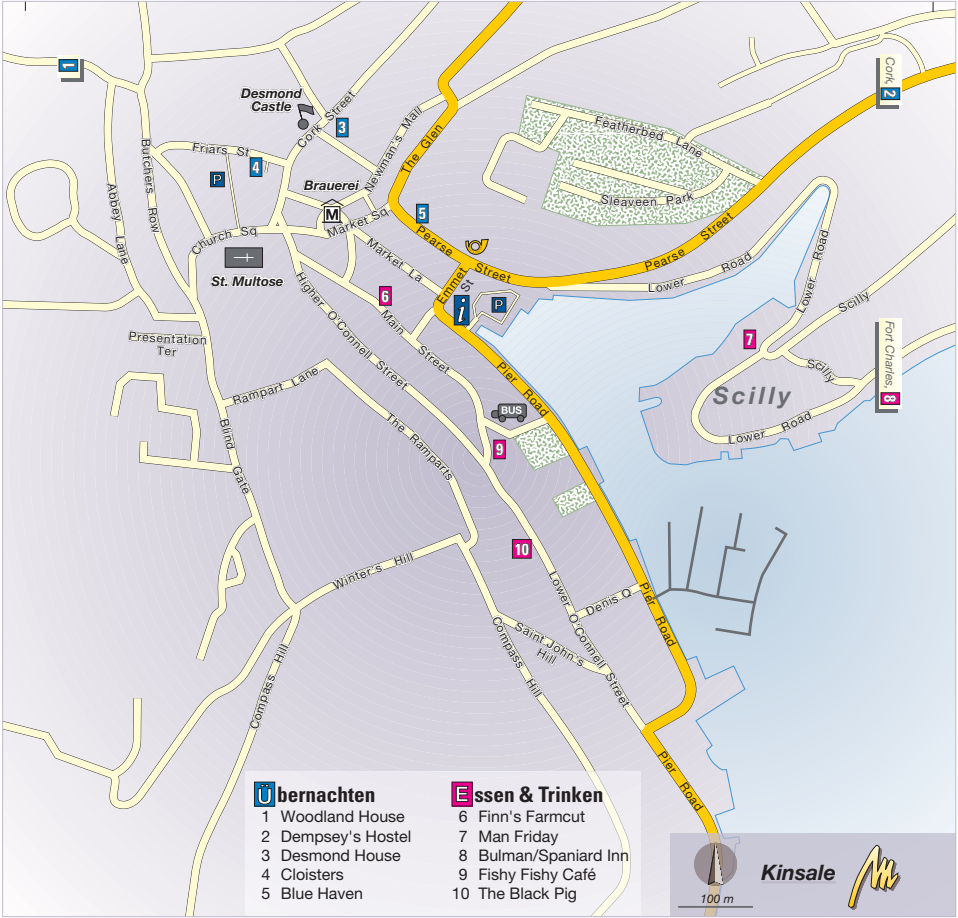 1
Cork,
2
Desmond
Castle
Cork Street
3
Newman's Mall
The Glen
Featherbed Lane
Sleaveen Park
Butchers Row
Friars St
4
P
Abbey Lane
Brauerei
M
Market Sq
5
Church Sq
St. Multose
Market La
Pearse Street
Pearse Street
Emmet St
i
P
Lower Road
Lower Road
Scilly
6
Main Street
Higher O'Connell Street
Presentation
Ter
7
Scilly
Scilly
Lower Road
Fort Charles,
8
Rampart Lane
Pier Road
BUS
9
The Ramparts
Blind Gate
10
Winter's Hill
Lower O'Connell Street
Denis Q
Pier Road
Saint John's
Hill
Compass Hill
Compass Hill
Pier Road
Übernachten
1 Woodland House
2 Dempsey's Hostel
3 Desmond House
4 Cloisters
5 Blue Haven
Essen & Trinken
6 Finn's Farmcut
7 Man Friday
8 Bulman/Spaniard Inn
9 Fishy Fishy Café
10 The Black Pig
100 m
Kinsale